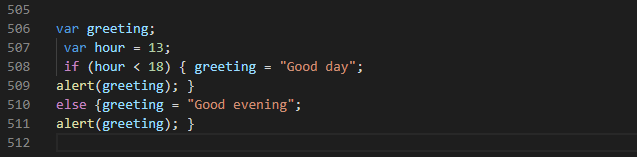 505
506 var greeting;
507 var hour = 13;
508 if (hour < 18) { greeting = "Good day";
509 alert(greeting); }
510 else {greeting = "Good evening";
511 alert(greeting); }
512